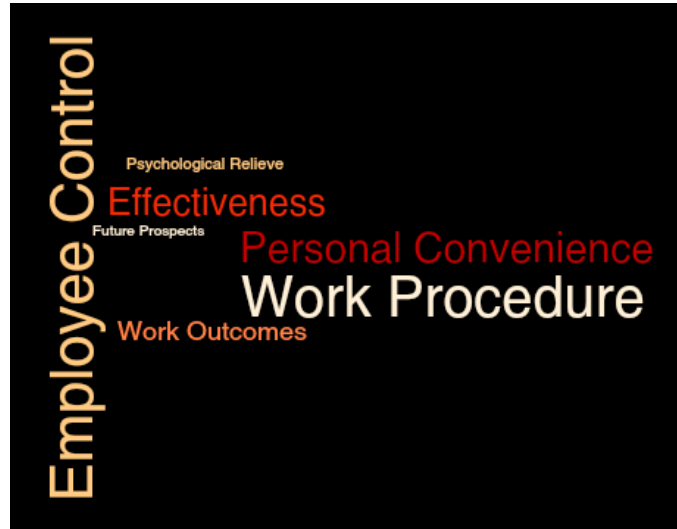 Employee Control
Psychological Relieve
Effectiveness
Future Prospects
Personal Convenience
Work Procedure
Work Outcomes